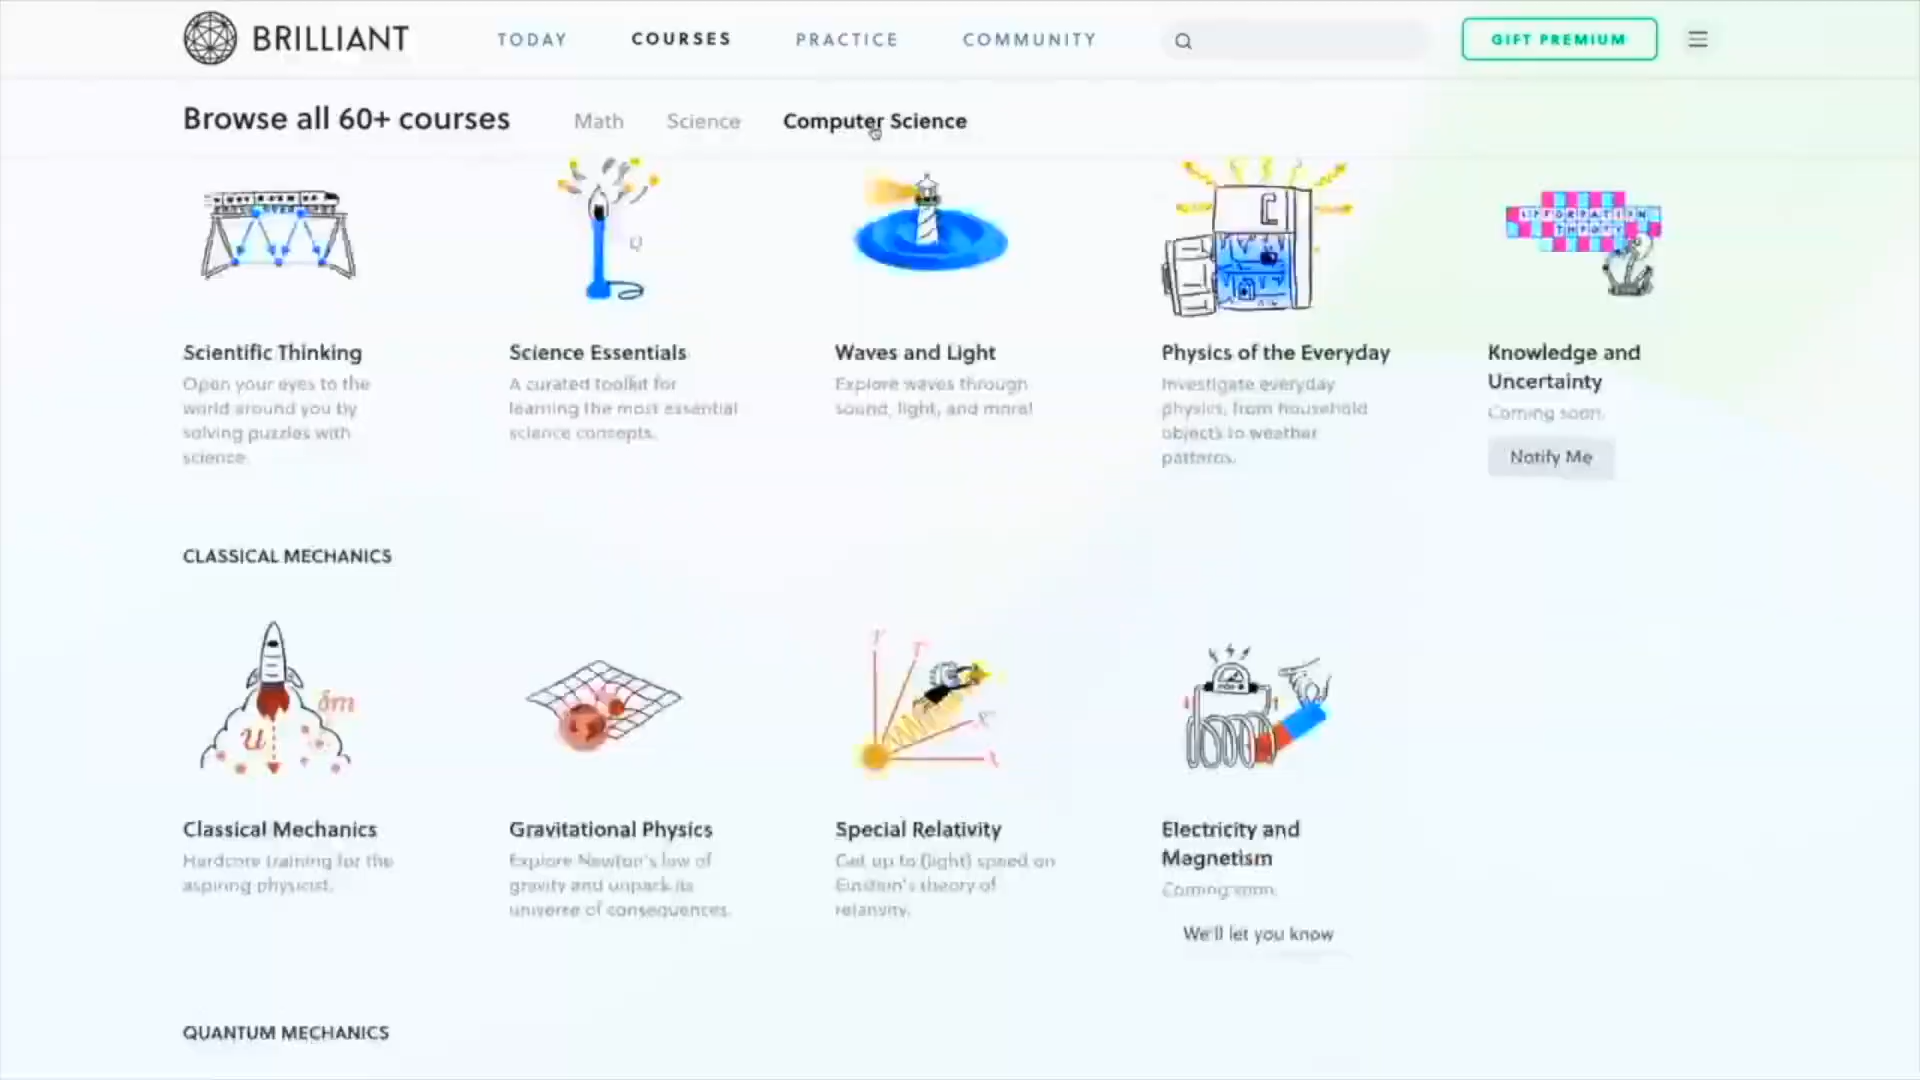 BRILLIANT
TODAY
COURSES
PRACTICE
COMMUNITY
GIFT PREMIUM
Browse all 60+ courses
Math
Science
Computer Science
Scientific Thinking
Open your eyes to the
world around you by
solving puzzles with
science.
Science Essentials
A curated toolkit for
learning the most essential
science concepts.
Waves and Light
Explore waves through
sound, light, and more!
Physics of the Everyday
Investigate everyday
physics, from household
objects to weather
patterns.
Knowledge and
Uncertainty
Coming soon.
Notify Me
CLASSICAL MECHANICS
δm
u
Classical Mechanics
Hardcore training for the
aspiring physicist.
Gravitational Physics
Explore Newton's law of
gravity and unpack its
universe of consequences.
Special Relativity
Get up to (light) speed on
Einstein's theory of
relativity.
Electricity and
Magnetism
Coming soon.
We'll let you know
QUANTUM MECHANICS